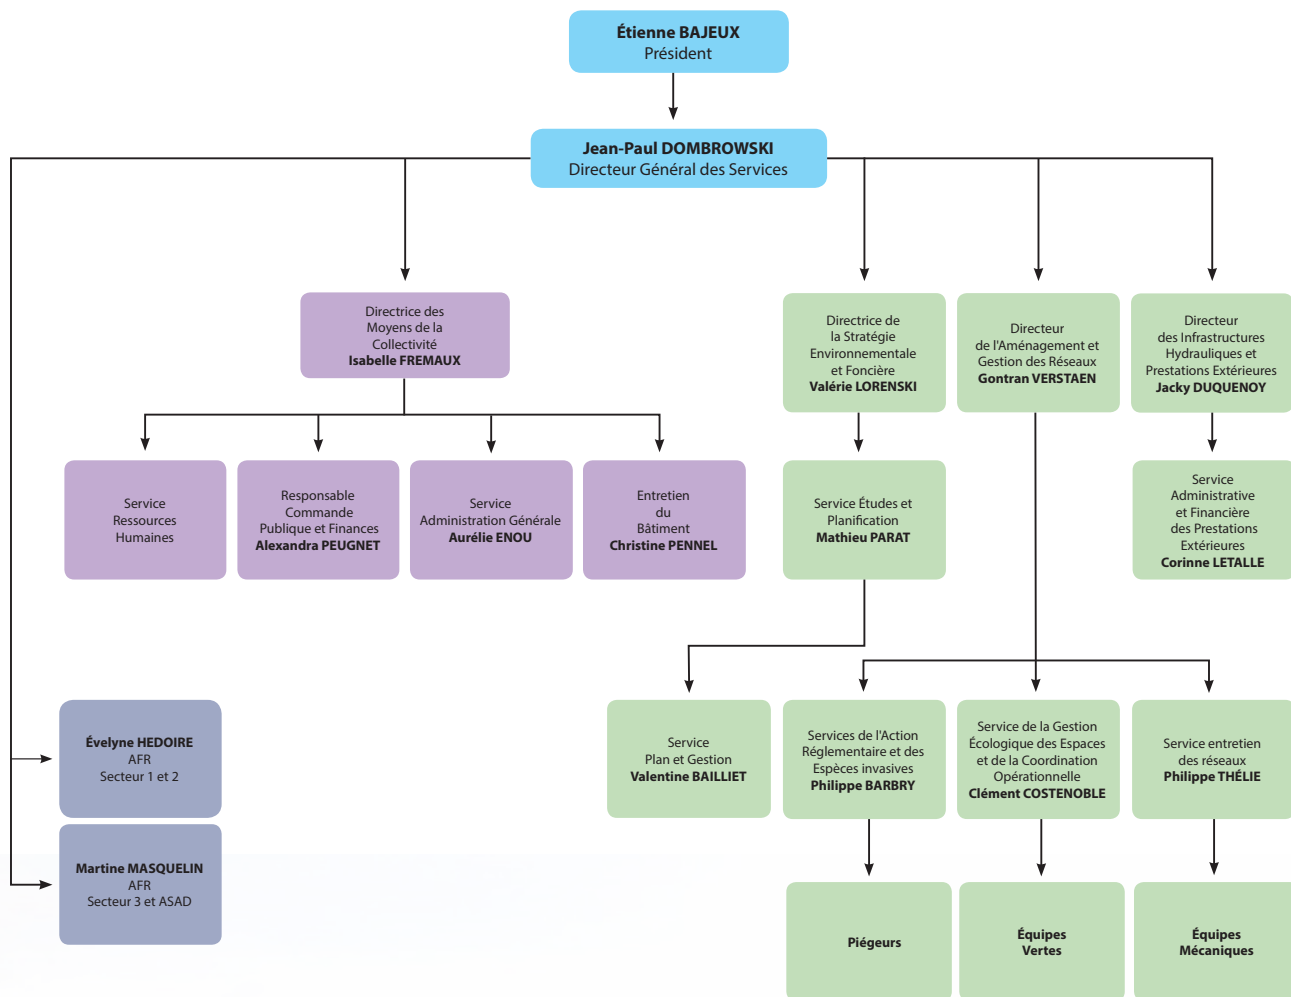 Étienne BAJEUX
Président
Jean-Paul DOMBROWSKI
Directeur Général des Services
Directrice des
Moyens de la
Collectivité
Isabelle FREMAUX
Directrice de
la Stratégie
Environnementale
et Foncière
Valérie LORENSKI
Directeur
de l'Aménagement et
Gestion des Réseaux
Gontran VERSTAEN
Directeur
des Infrastructures
Hydrauliques et
Prestations Extérieures
Jacky DUQUENOY
Service
Ressources
Humaines
Responsable
Commande
Publique et Finances
Alexandra PEUGNET
Service
Administration Générale
Aurélie ENOU
Entretien
du
Bâtiment
Christine PENNEL
Service Études et
Planification
Mathieu PARAT
Service
Administrative
et Financière
des Prestations
Extérieures
Corinne LETALLE
Évelyne HEDOIRE
AFR
Secteur 1 et 2
Martine MASQUELIN
AFR
Secteur 3 et ASAD
Service
Plan et Gestion
Valentine BAILLIET
Services de l'Action
Réglementaire et des
Espèces invasives
Philippe BARBRY
Service de la Gestion
Écologique des Espaces
et de la Coordination
Opérationnelle
Clément COSTENOBLE
Service entretien
des réseaux
Philippe THÉLIE
Piégeurs
Équipes
Vertes
Équipes
Mécaniques